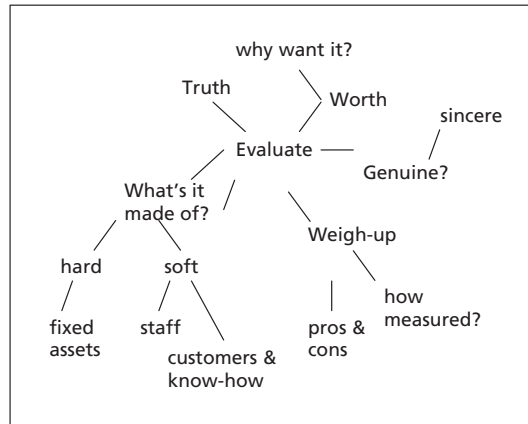 why want it?
Truth
Worth
sincere
Evaluate
Genuine?
What's it
made of?
Weigh-up
hard
soft
how
measured?
fixed
assets
staff
pros &
cons
customers &
know-how